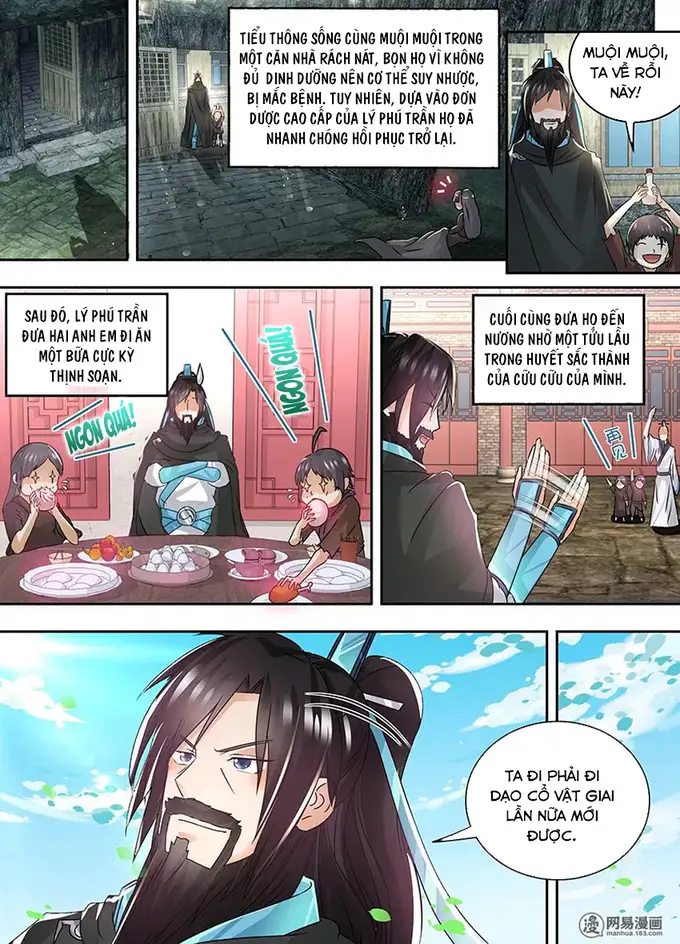 TIỂU THÔNG SỐNG CÙNG MUỘI MUỘI TRONG
MỘT CĂN NHÀ RÁCH NÁT, BỌN HỌ VÌ KHÔNG
ĐỦ DINH DƯỠNG NÊN CƠ THỂ SUY NHƯỢC,
BỊ MẮC BỆNH. TUY NHIÊN, DỰA VÀO ĐƠN
DƯỢC CAO CẤP CỦA LÝ PHÚ TRẦN HỌ ĐÃ
NHANH CHÓNG HỒI PHỤC TRỞ LẠI.
MUỘI MUỘI,
TA VỀ RỒI
NÀY!
SAU ĐÓ, LÝ PHÚ TRẦN
ĐƯA HAI ANH EM ĐI ĂN
MỘT BỮA CỰC KỲ
THỊNH SOẠN.
NGON QUÁ!
NGON QUÁ!
CUỐI CÙNG ĐƯA HỌ ĐẾN
NƯƠNG NHỜ MỘT TỬU LẦU
TRONG HUYẾT SẮC THÀNH
CỦA CỮU CỮU CỦA MÌNH.
再见
TA ĐI PHẢI ĐI
DẠO CỔ VẬT GIAI
LẦN NỮA MỚI
ĐƯỢC.
网易漫画
manhua.163.com